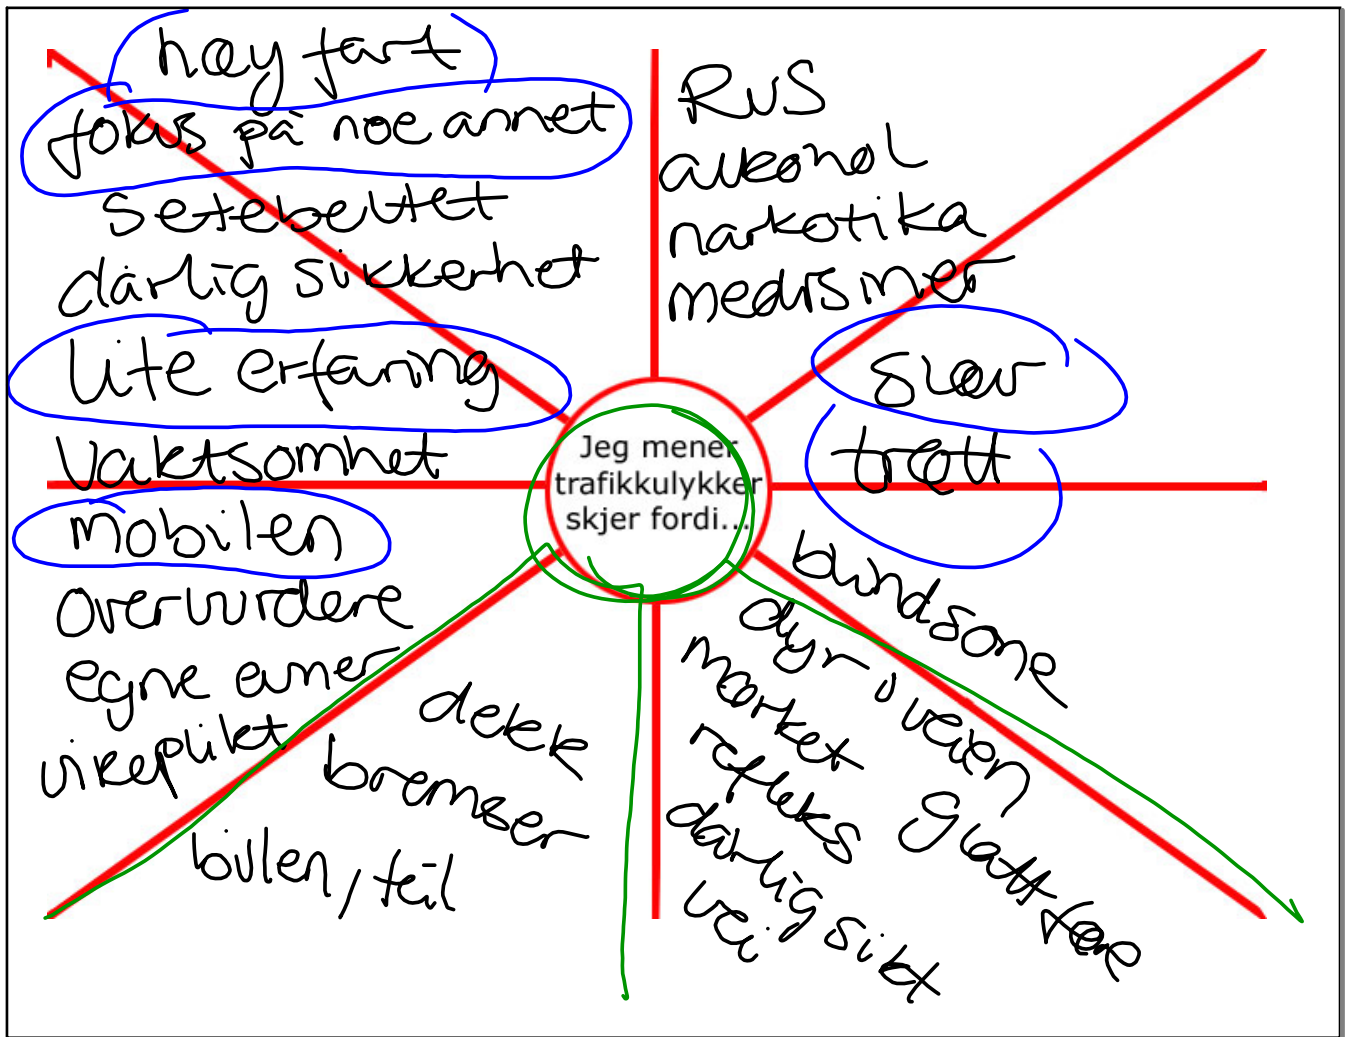 høy fart
fokus på noe annet
setebeltet
dårlig sikkerhet
lite erfaring
vaktsomhet
mobilen
overvurdere
egne evner
vikeplikt
RUS
alkohol
narkotika
medisiner
sløv
trøtt
Jeg mener
trafikkulykker
skjer fordi...
blindsone
dyr i veien
mørket
refleks
dårlig sikt
vei
glatt føre
dekk
bremser
bilen, feil